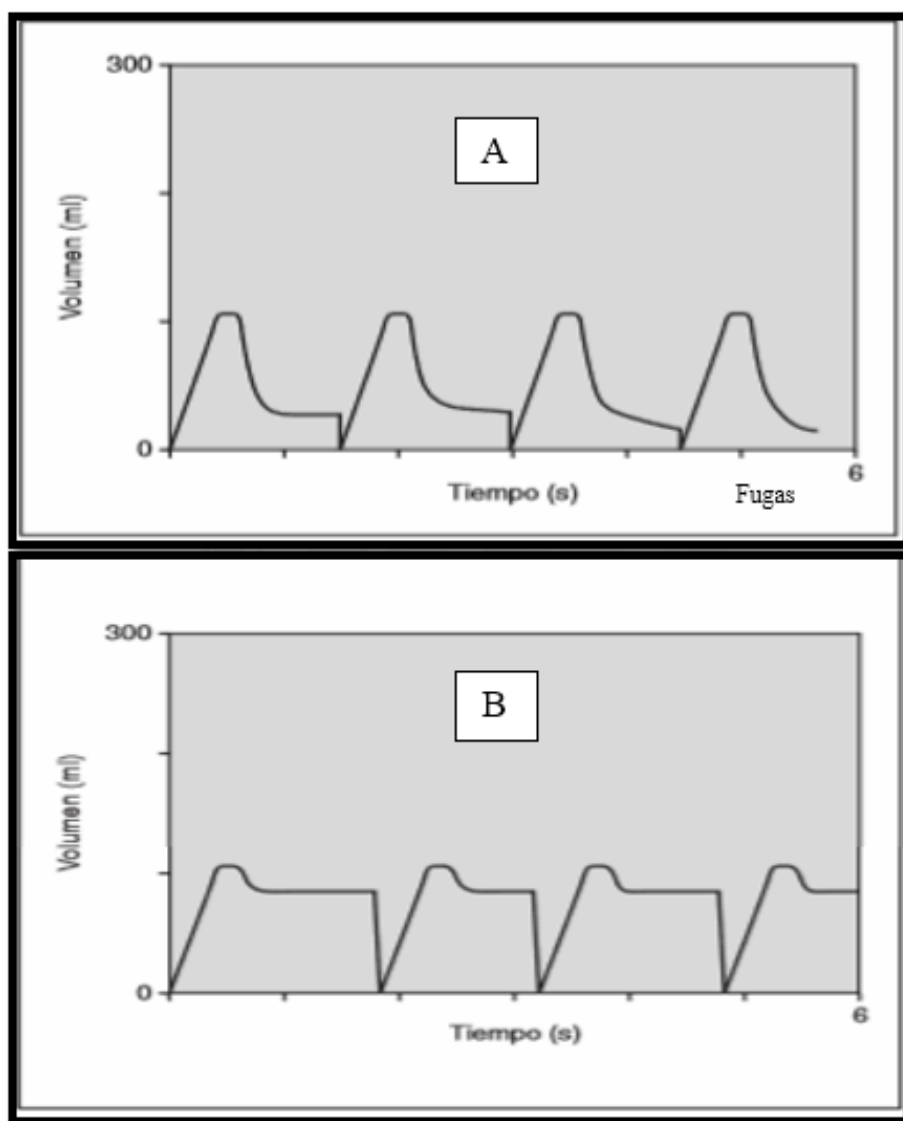 300
A
Volumen (ml)
0
6
Tiempo (s)
Fugas
300
B
Volumen (ml)
0
6
Tiempo (s)